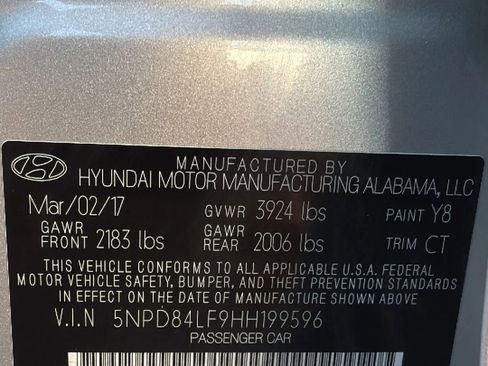 MANUFACTURED BY
HYUNDAI MOTOR MANUFACTURING ALABAMA, LLC
Mar/02/17 GVWR 3924 lbs PAINT Y8
GAWR FRONT 2183 lbs GAWR REAR 2006 lbs TRIM CT
THIS VEHICLE CONFORMS TO ALL APPLICABLE U.S.A FEDERAL
MOTOR VEHICLE SAFETY, BUMPER, AND THEFT PREVENTION STANDARDS
IN EFFECT ON THE DATE OF MANUFACTURE SHOWN ABOVE.
V.I.N 5NPD84LF9HH199596
PASSENGER CAR